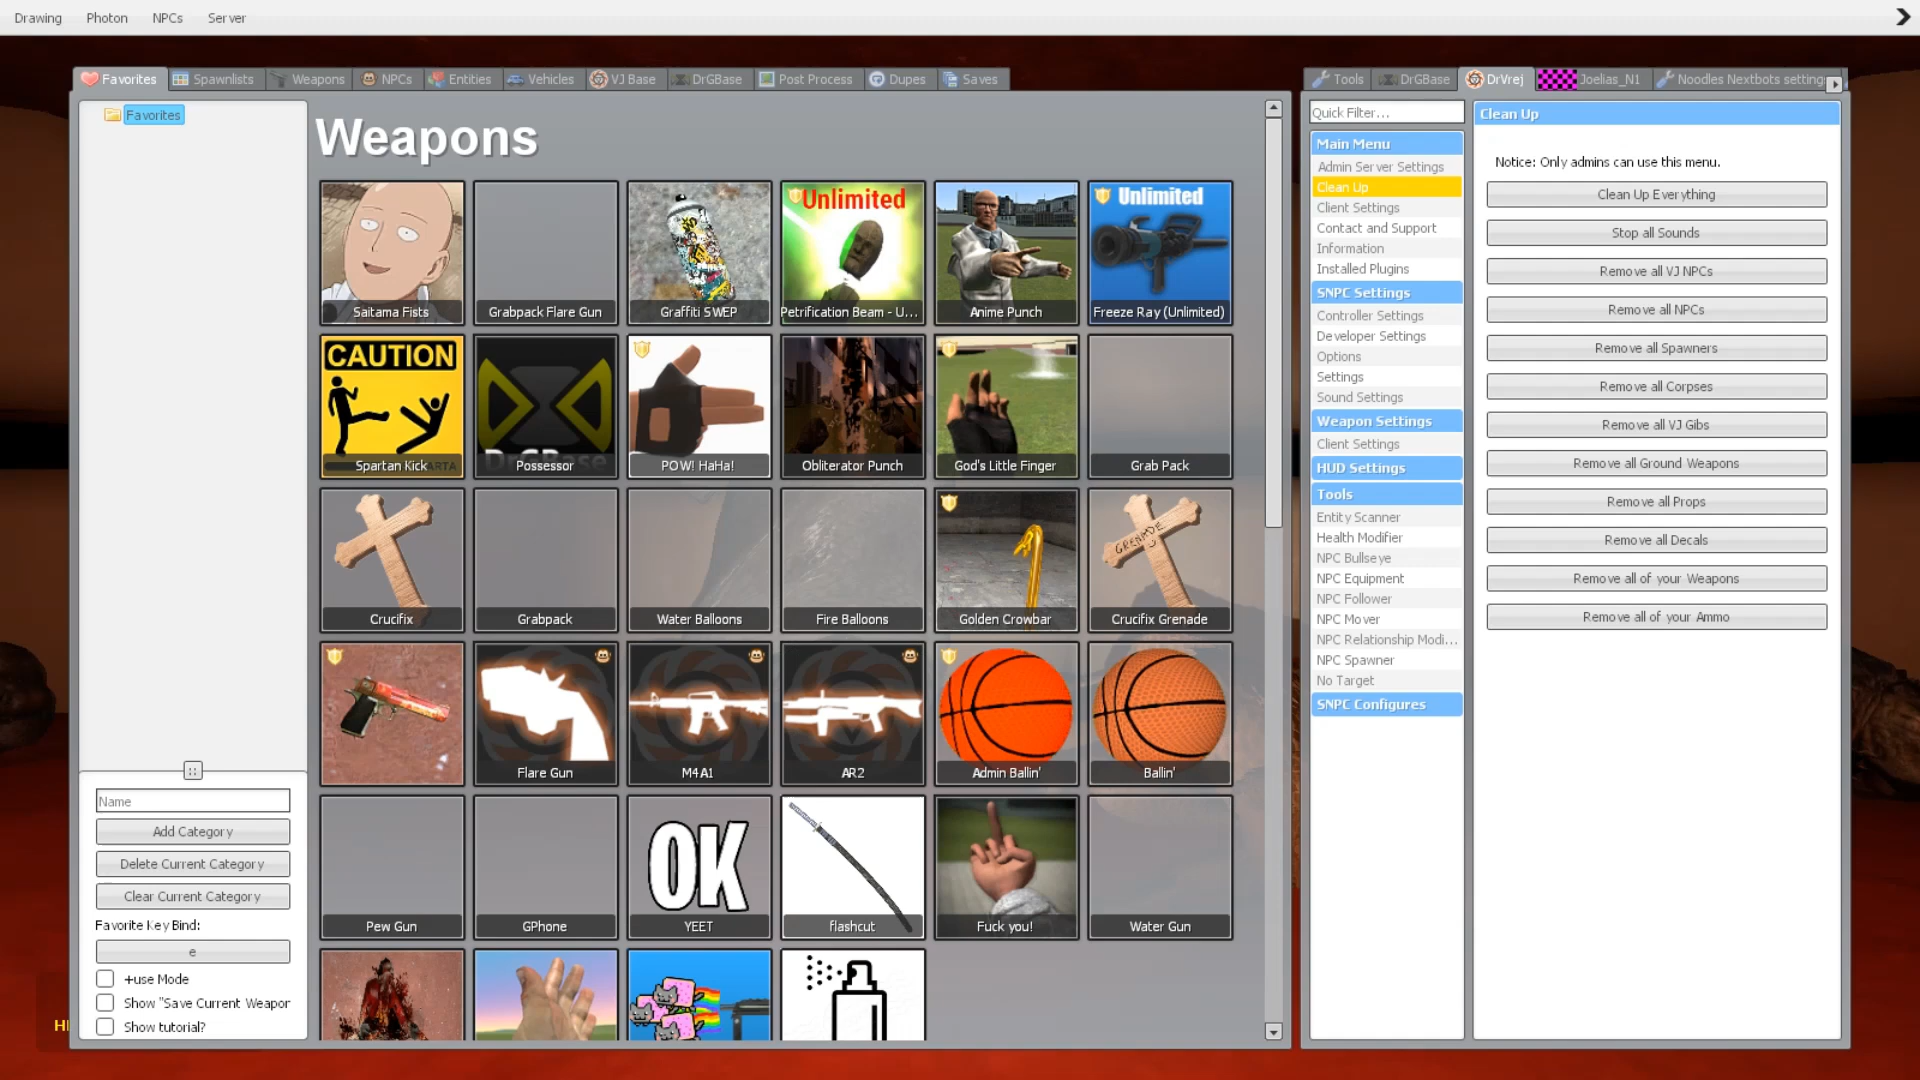 Drawing Photon NPCs Server
Favorites Spawnlists Weapons NPCs Entities Vehicles VJ Base DrGBase Post Process Dupes Saves
Favorites
Name
Add Category
Delete Current Category
Clear Current Category
Favorite Key Bind:
e
+use Mode
Show "Save Current Weapon
Show tutorial?
Weapons
Saitama Fists
Grabpack Flare Gun
Graffiti SWEP
Unlimited
Petrification Beam - U...
Anime Punch
Unlimited
Freeze Ray (Unlimited)
CAUTION
Spartan Kick
Possessor
POW! HaHa!
Obliterator Punch
God's Little Finger
Grab Pack
Crucifix
Grabpack
Water Balloons
Fire Balloons
Golden Crowbar
GRENADE
Crucifix Grenade
Flare Gun
M4A1
AR2
Admin Ballin'
Ballin'
Pew Gun
GPhone
OK
YEET
flashcut
Fuck you!
Water Gun
Tools DrGBase DrVrej Joelias_N1 Noodles Nextbots setting
Quick Filter...
Main Menu
Admin Server Settings
Clean Up
Client Settings
Contact and Support
Information
Installed Plugins
SNPC Settings
Controller Settings
Developer Settings
Options
Settings
Sound Settings
Weapon Settings
Client Settings
HUD Settings
Tools
Entity Scanner
Health Modifier
NPC Bullseye
NPC Equipment
NPC Follower
NPC Mover
NPC Relationship Modi...
NPC Spawner
No Target
SNPC Configures
Clean Up
Notice: Only admins can use this menu.
Clean Up Everything
Stop all Sounds
Remove all VJ NPCs
Remove all NPCs
Remove all Spawners
Remove all Corpses
Remove all VJ Gibs
Remove all Ground Weapons
Remove all Props
Remove all Decals
Remove all of your Weapons
Remove all of your Ammo